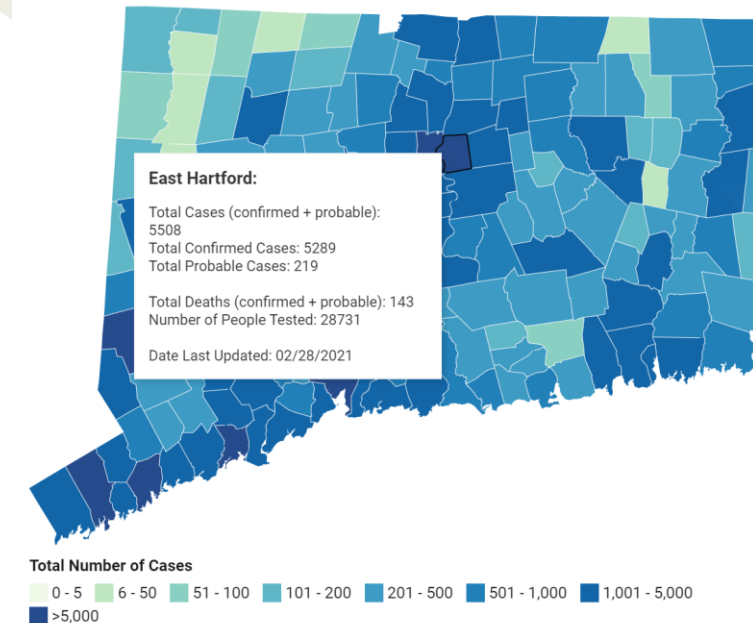 East Hartford:
Total Cases (confirmed + probable):
5508
Total Confirmed Cases: 5289
Total Probable Cases: 219
Total Deaths (confirmed + probable): 143
Number of People Tested: 28731
Date Last Updated: 02/28/2021
Total Number of Cases
0 - 5 6 - 50 51 - 100 101 - 200 201 - 500 501 - 1,000 1,001 - 5,000
>5,000